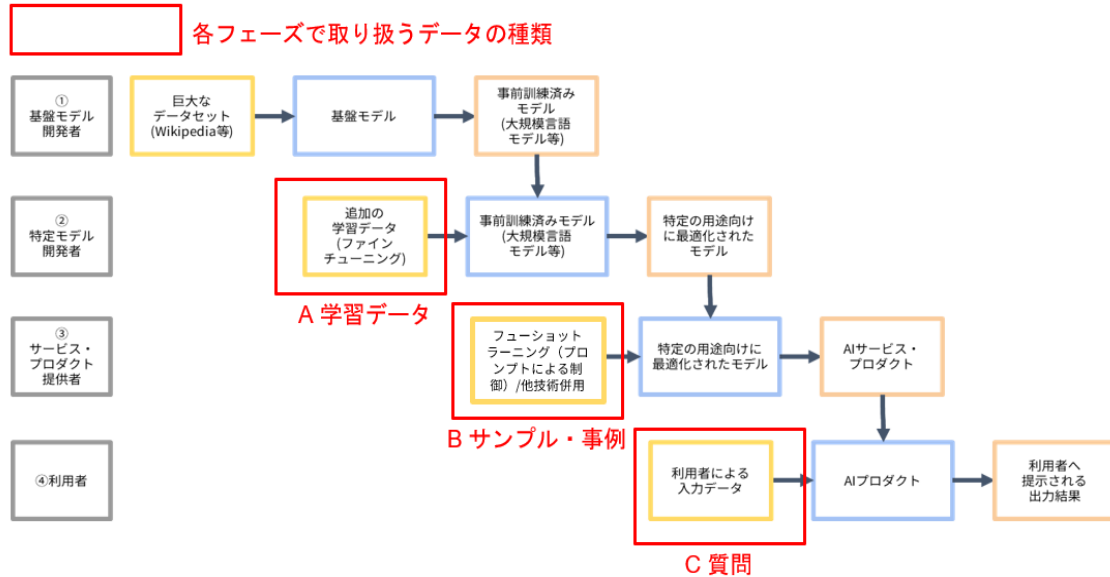 各フェーズで取り扱うデータの種類
①
基盤モデル
開発者
巨大な
データセット
(Wikipedia等)
基盤モデル
事前訓練済み
モデル
(大規模言語
モデル等)
②
特定モデル
開発者
追加の
学習データ
(ファイン
チューニング)
事前訓練済みモデル
(大規模言語
モデル等)
特定の用途向け
に最適化された
モデル
A 学習データ
③
サービス・
プロダクト
提供者
フューショット
ラーニング（プロ
ンプトによる制
御）/他技術併用
特定の用途向けに
最適化されたモデル
AIサービス・
プロダクト
B サンプル・事例
④利用者
利用者による
入力データ
AIプロダクト
利用者へ
提示される
出力結果
C 質問